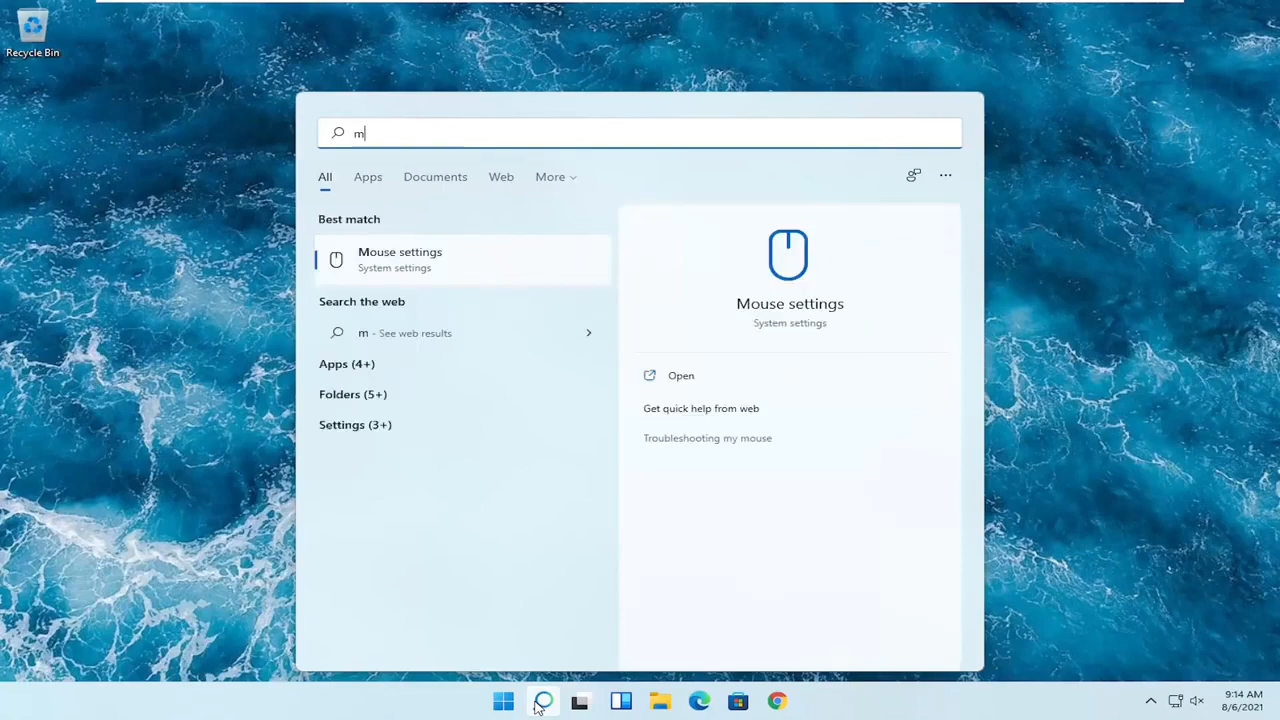 Recycle Bin
m
All Apps Documents Web More
Best match
Mouse settings
System settings
Search the web
m - See web results
Apps (4+)
Folders (5+)
Settings (3+)
Mouse settings
System settings
Open
Get quick help from web
Troubleshooting my mouse
9:14 AM
8/6/2021